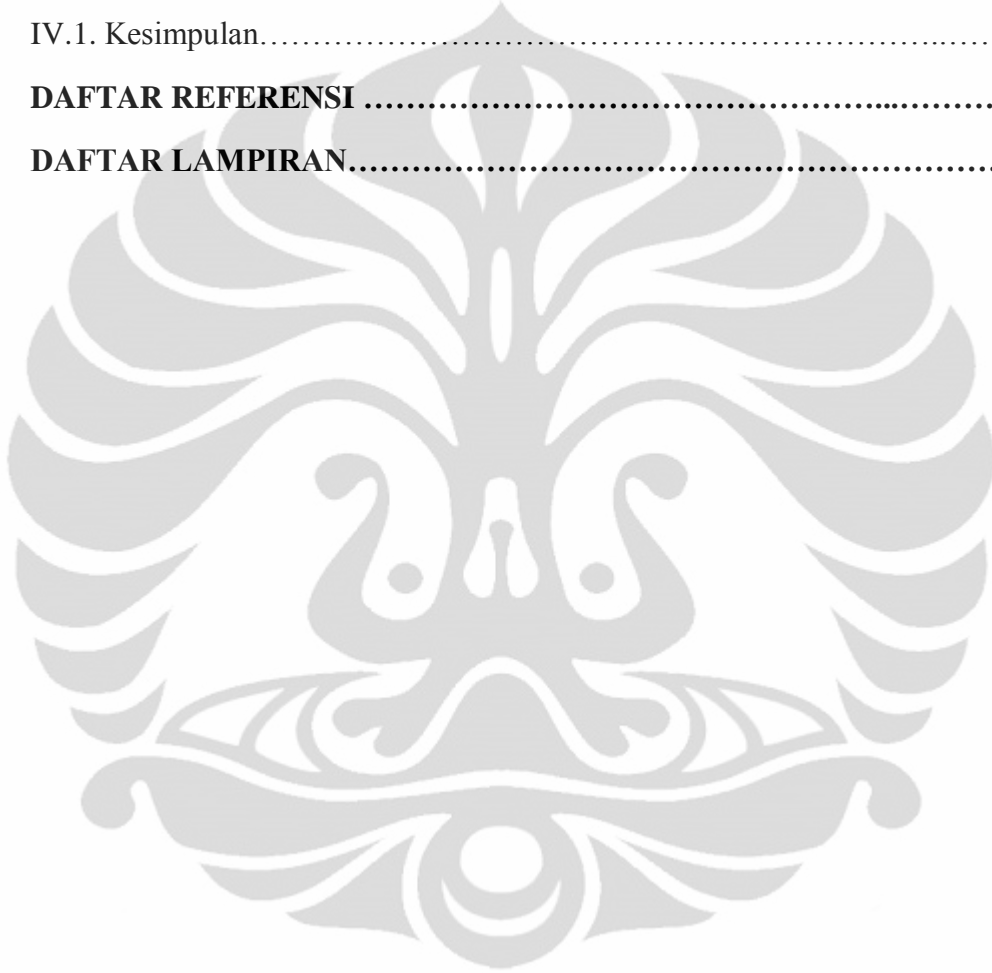 IV.1. Kesimpulan…………………………………………………………..……
DAFTAR REFERENSI …………………………………………...…………
DAFTAR LAMPIRAN………………………………………………………